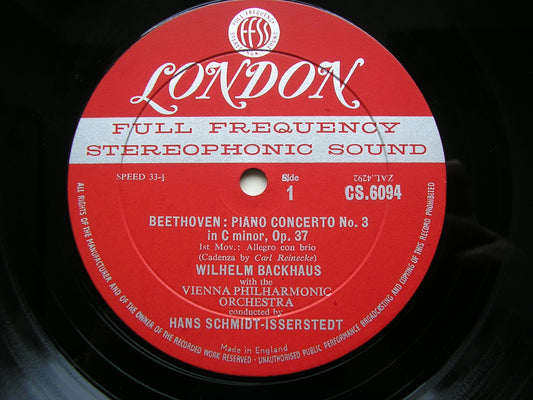 FULL FREQUENCY
FFSS
LONDON
FULL FREQUENCY
STEREOPHONIC SOUND
SPEED 33-⅓
Side
1
ZAL.4292
CS.6094
BEETHOVEN : PIANO CONCERTO No. 3
in C minor, Op. 37
1st Mov.: Allegro con brio
(Cadenza by Carl Reinecke)
WILHELM BACKHAUS
with the
VIENNA PHILHARMONIC
ORCHESTRA
conducted by
HANS SCHMIDT-ISSERSTEDT
Made in England
ALL RIGHTS OF THE MANUFACTURER AND OF THE OWNER OF THE RECORDED WORK RESERVED - UNAUTHORISED PUBLIC PERFORMANCE BROADCASTING AND COPYING OF THIS RECORD PROHIBITED